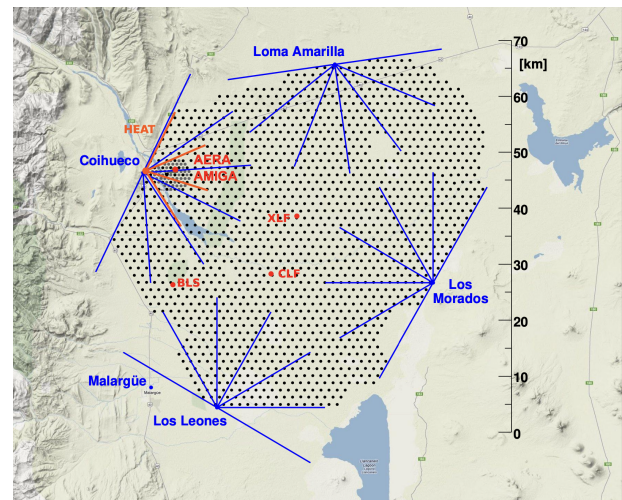 70
Loma Amarilla
[km]
60
HEAT
Coihueco
AERA
50
AMIGA
40
XLF
30
CLF
BLS
Los
Morados
20
Malargüe
10
Malargüe
Los Leones
0